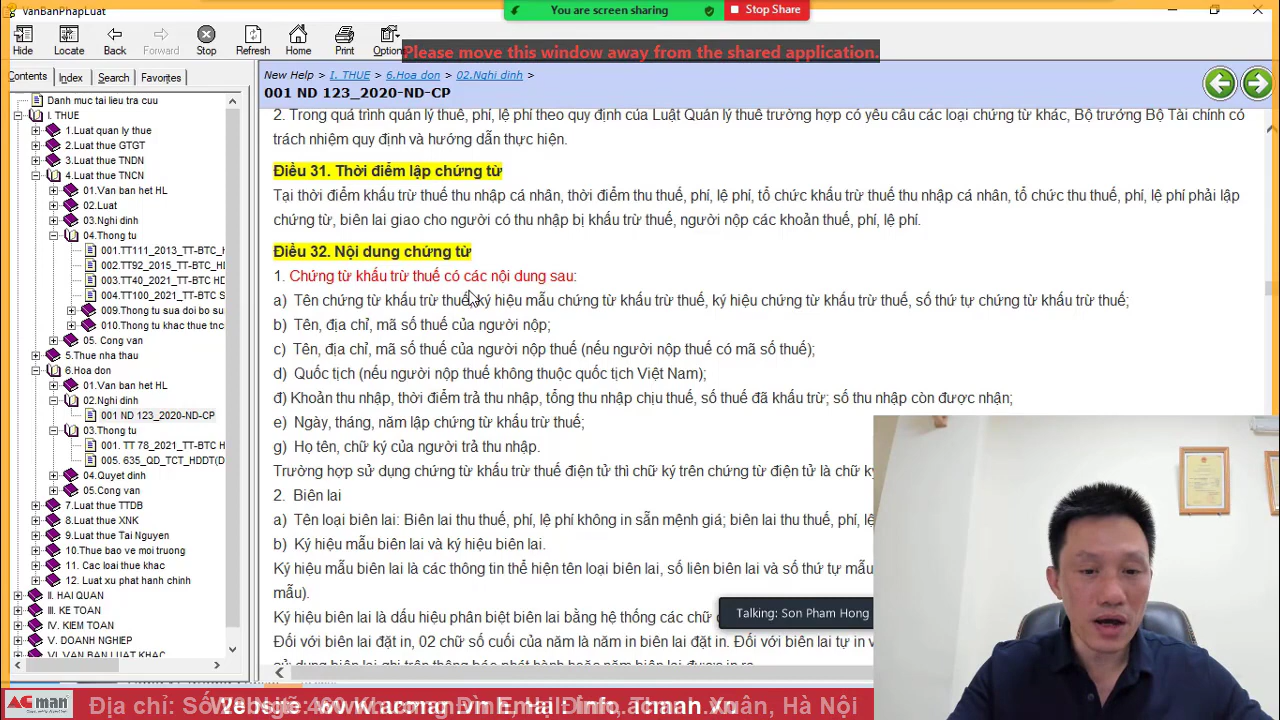 VanBanPhapLuat
You are screen sharing
Stop Share
Hide Locate Back Forward Stop Refresh Home Print Options
Please move this window away from the shared application.
Contents Index Search Favorites
Danh muc tai lieu tra cuu
I. THUE
1.Luat quan ly thue
2.Luat thue GTGT
3.Luat thue TNDN
4.Luat thue TNCN
01.Van ban het HL
02.Luat
03.Nghi dinh
04.Thong tu
001.TT111_2013_TT-BTC_H
002.TT92_2015_TT-BTC_HD
003.TT40_2021_TT-BTC_HD
004.TT100_2021_TT-BTC S
009.Thong tu sua doi bo su
010.Thong tu khac thue tnc
05. Cong van
5.Thue nha thau
6.Hoa don
01.Van ban het HL
02.Nghi dinh
001 ND 123_2020-ND-CP
03.Thong tu
001. TT 78_2021_TT-BTC H
005. 635_QD_TCT_HDDT(D
04.Quyet dinh
05.Cong van
7.Luat thue TTDB
8.Luat thue XNK
9.Luat thue Tai Nguyen
10.Thue bao ve moi truong
11. Cac loai thue khac
12. Luat xu phat hanh chinh
II. HAI QUAN
III. KE TOAN
IV. KIEM TOAN
V. DOANH NGHIEP
VI. VAN BAN LUAT KHAC
New Help > I. THUE > 6.Hoa don > 02.Nghi dinh >
001 ND 123_2020-ND-CP
2. Trong quá trình quản lý thuế, phí, lệ phí theo quy định của Luật Quản lý thuế trường hợp có yêu cầu các loại chứng từ khác, Bộ trưởng Bộ Tài chính có
trách nhiệm quy định và hướng dẫn thực hiện.
Điều 31. Thời điểm lập chứng từ
Tại thời điểm khấu trừ thuế thu nhập cá nhân, thời điểm thu thuế, phí, lệ phí, tổ chức khấu trừ thuế thu nhập cá nhân, tổ chức thu thuế, phí, lệ phí phải lập
chứng từ, biên lai giao cho người có thu nhập bị khấu trừ thuế, người nộp các khoản thuế, phí, lệ phí.
Điều 32. Nội dung chứng từ
1. Chứng từ khấu trừ thuế có các nội dung sau:
a) Tên chứng từ khấu trừ thuế, ký hiệu mẫu chứng từ khấu trừ thuế, ký hiệu chứng từ khấu trừ thuế, số thứ tự chứng từ khấu trừ thuế;
b) Tên, địa chỉ, mã số thuế của người nộp;
c) Tên, địa chỉ, mã số thuế của người nộp thuế (nếu người nộp thuế có mã số thuế);
d) Quốc tịch (nếu người nộp thuế không thuộc quốc tịch Việt Nam);
đ) Khoản thu nhập, thời điểm trả thu nhập, tổng thu nhập chịu thuế, số thuế đã khấu trừ; số thu nhập còn được nhận;
e) Ngày, tháng, năm lập chứng từ khấu trừ thuế;
g) Họ tên, chữ ký của người trả thu nhập.
Trường hợp sử dụng chứng từ khấu trừ thuế điện tử thì chữ ký trên chứng từ điện tử là chữ ký
2. Biên lai
a) Tên loại biên lai: Biên lai thu thuế, phí, lệ phí không in sẵn mệnh giá; biên lai thu thuế, phí, lệ
b) Ký hiệu mẫu biên lai và ký hiệu biên lai.
Ký hiệu mẫu biên lai là các thông tin thể hiện tên loại biên lai, số liên biên lai và số thứ tự mẫu
mẫu).
Ký hiệu biên lai là dấu hiệu phân biệt biên lai bằng hệ thống các chữ
Đối với biên lai đặt in, 02 chữ số cuối của năm là năm in biên lai đặt in. Đối với biên lai tự in v
Talking: Son Pham Hong
ACman